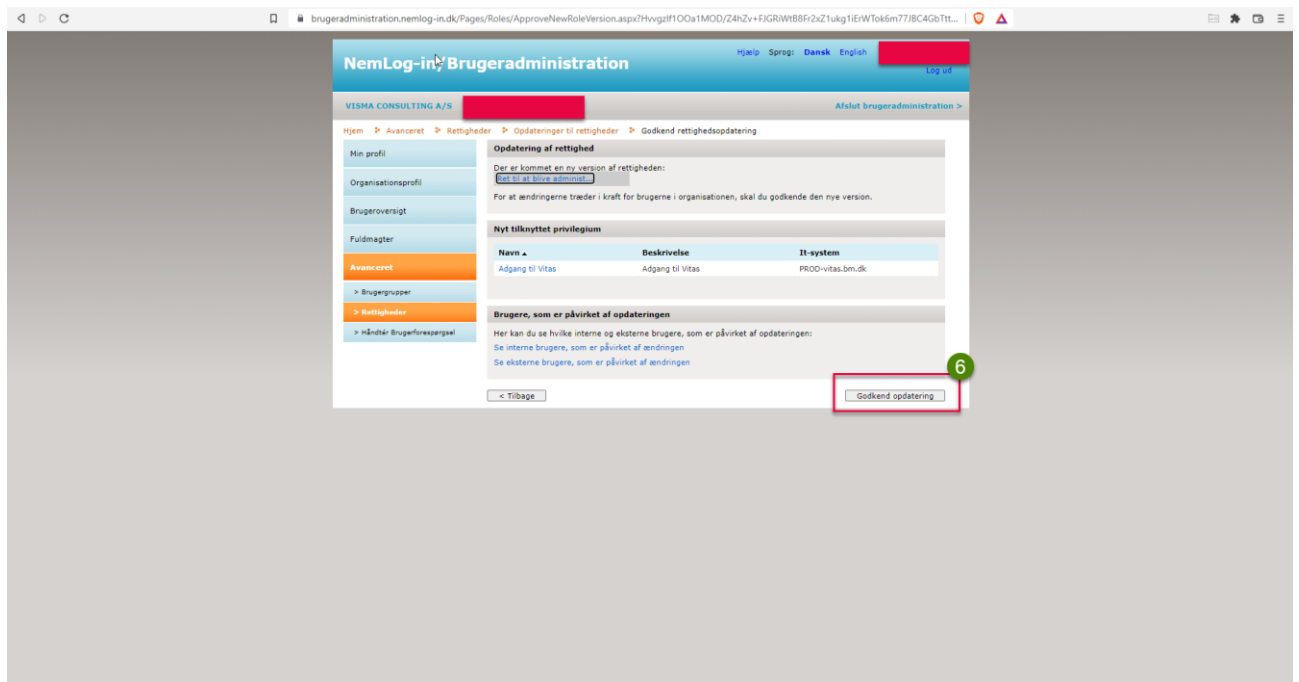 brugeradministration.nemlog-in.dk/Pages/Roles/ApproveNewRoleVersion.aspx?HvvgzIf1OOa1MOD/Z4hZv+FJGRiWtB8Fr2xZ1ukg1iErWTok6m77JBC4GbTtt...
Hjælp Sprog: Dansk English
NemLog-in/Brugeradministration
Log ud
VISMA CONSULTING A/S
Afslut brugeradministration >
Hjem Avanceret Rettigheder Opdateringer til rettigheder Godkend rettighedsopdatering
Min profil
Organisationsprofil
Brugeroversigt
Fuldmagter
Avanceret
> Brugergrupper
> Rettigheder
> Håndtér Brugerforespørgsel
Opdatering af rettighed
Der er kommet en ny version af rettigheden:
Ret til at blive administ...
For at ændringerne træder i kraft for brugerne i organisationen, skal du godkende den nye version.
Nyt tilknyttet privilegium
Navn Beskrivelse It-system
Adgang til Vitas Adgang til Vitas PROD-vitas.bm.dk
Brugere, som er påvirket af opdateringen
Her kan du se hvilke interne og eksterne brugere, som er påvirket af opdateringen:
Se interne brugere, som er påvirket af ændringen
Se eksterne brugere, som er påvirket af ændringen
6
< Tilbage
Godkend opdatering